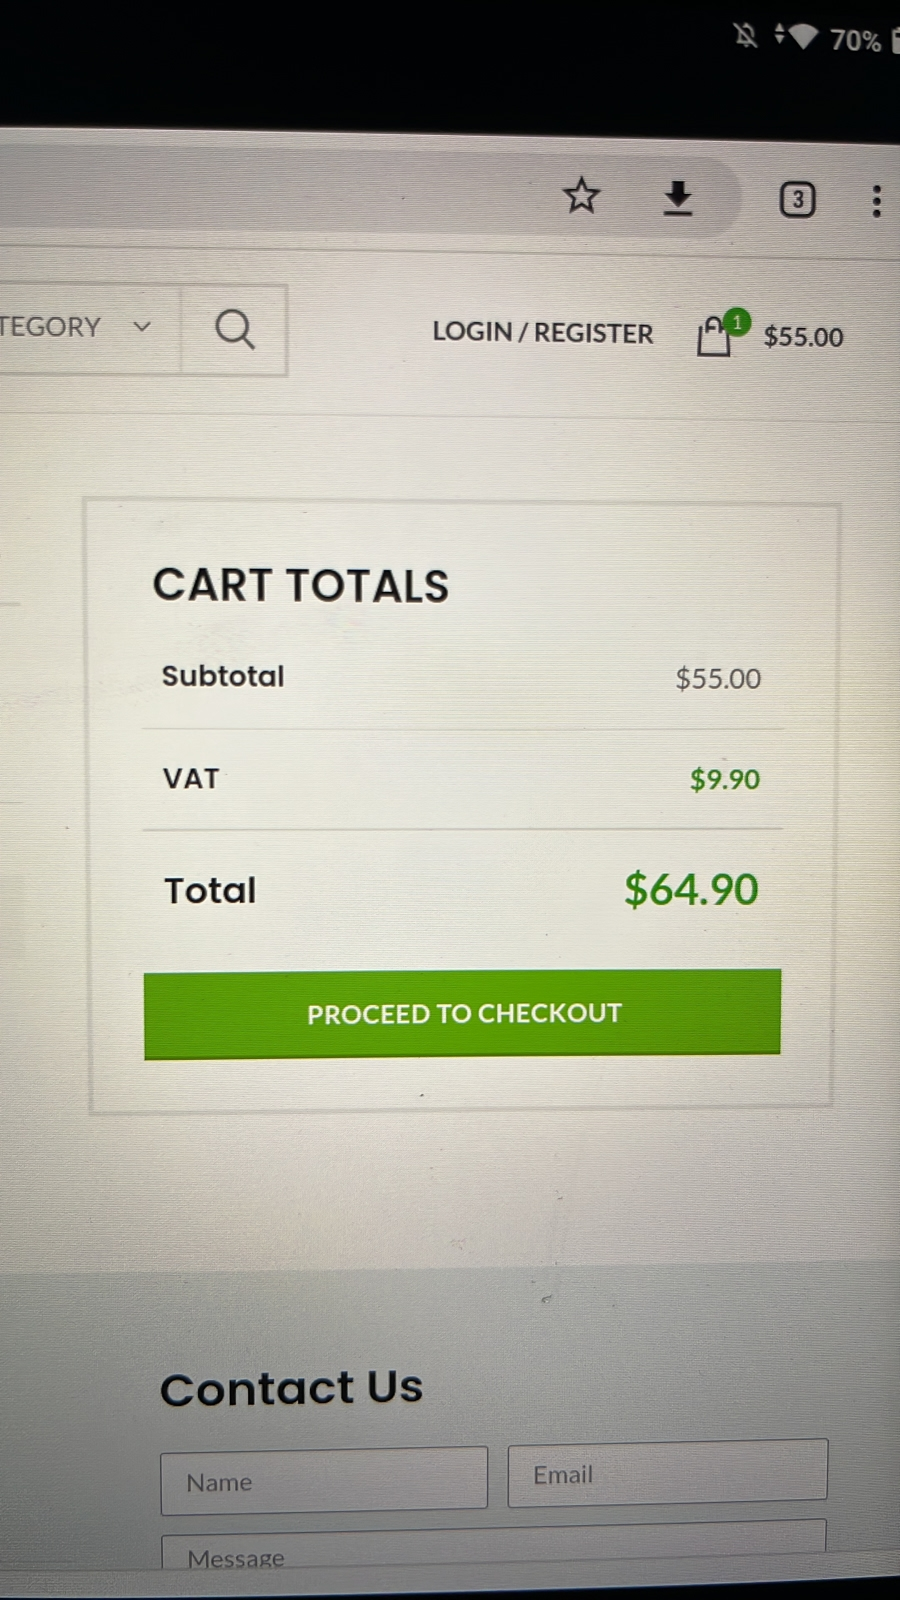 70%
3
TEGORY
LOGIN / REGISTER
1
$55.00
CART TOTALS
Subtotal $55.00
VAT $9.90
Total $64.90
PROCEED TO CHECKOUT
Contact Us
Name Email
Message